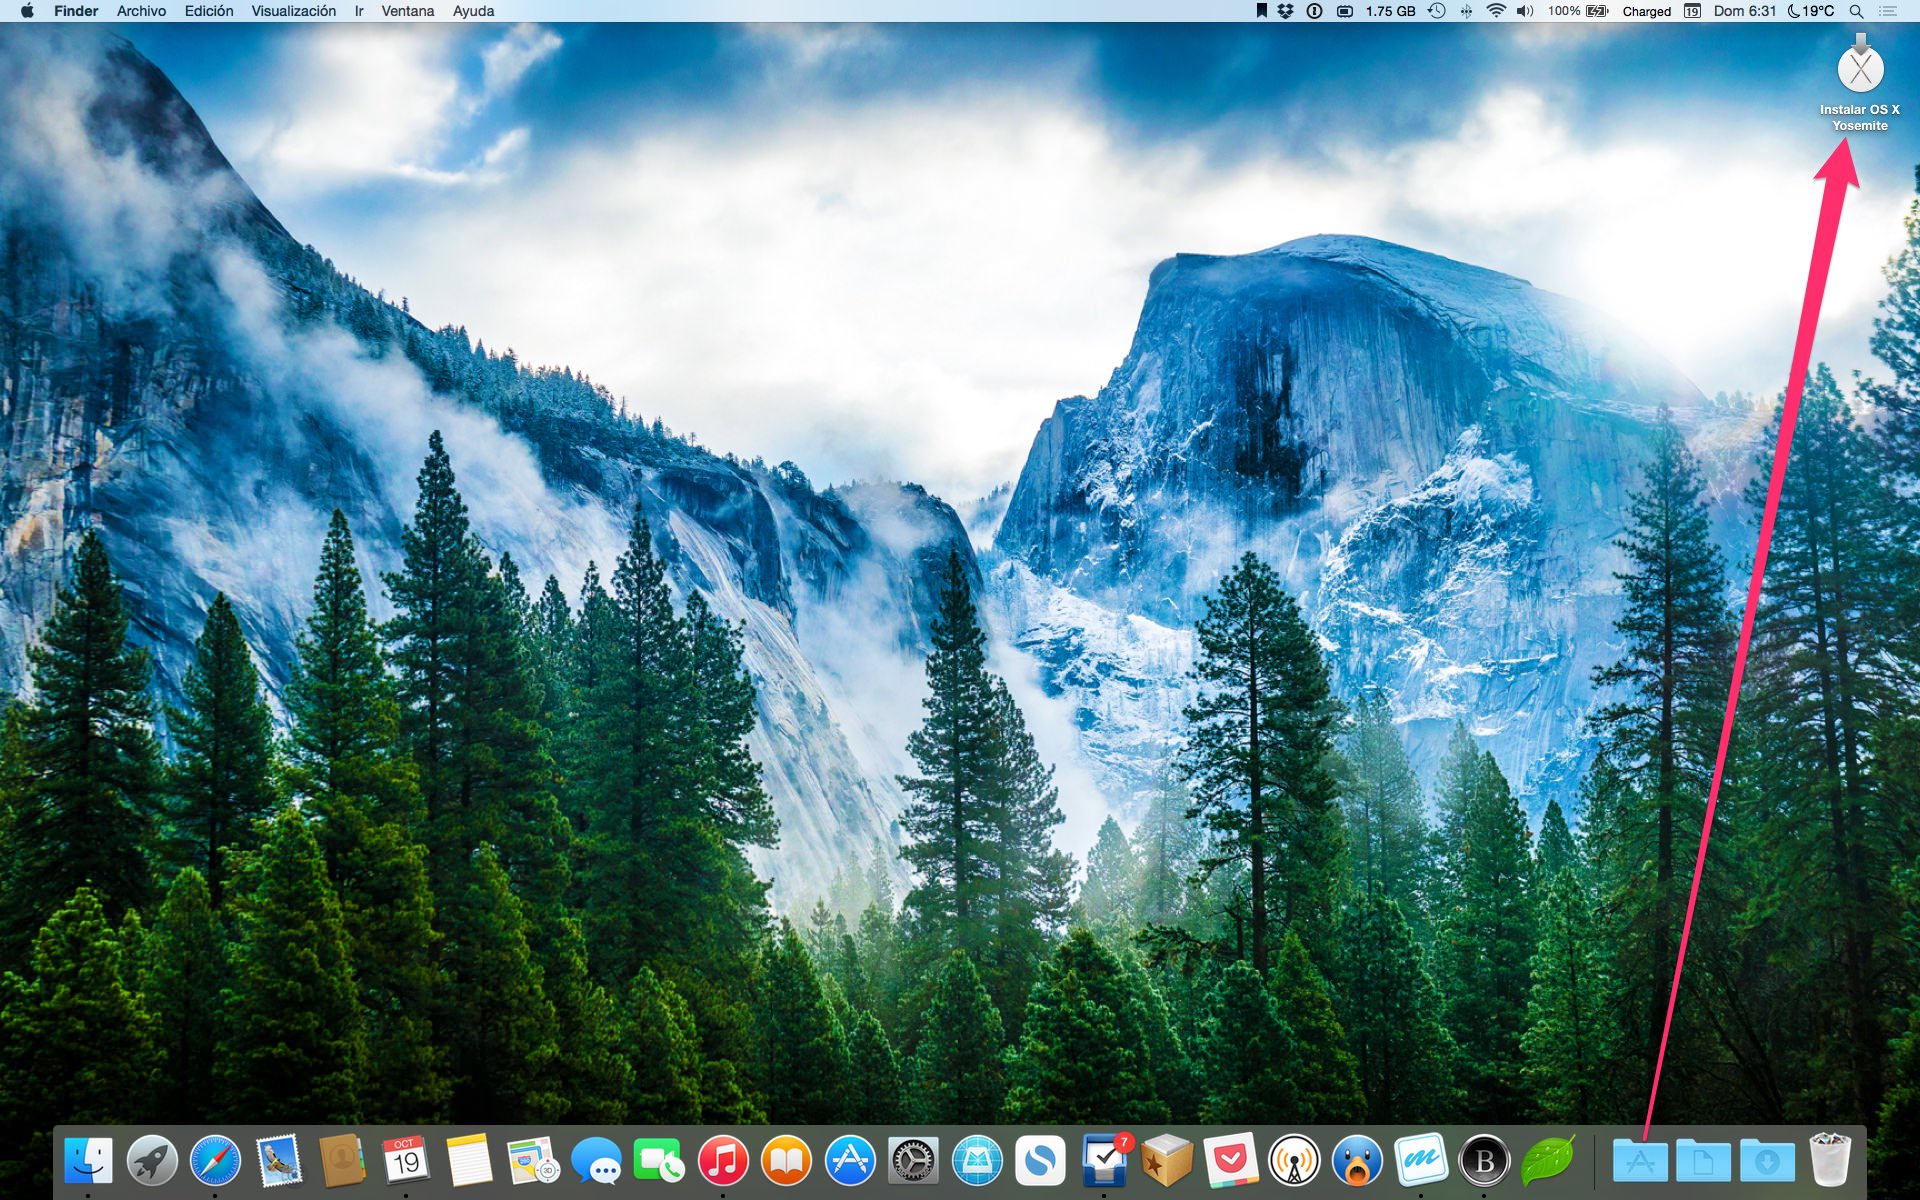 Finder Archivo Edición Visualización Ir Ventana Ayuda 1.75 GB 100% Charged 19 Dom 6:31 19°C
Instalar OS X
Yosemite
OCT
19
3D
7
B